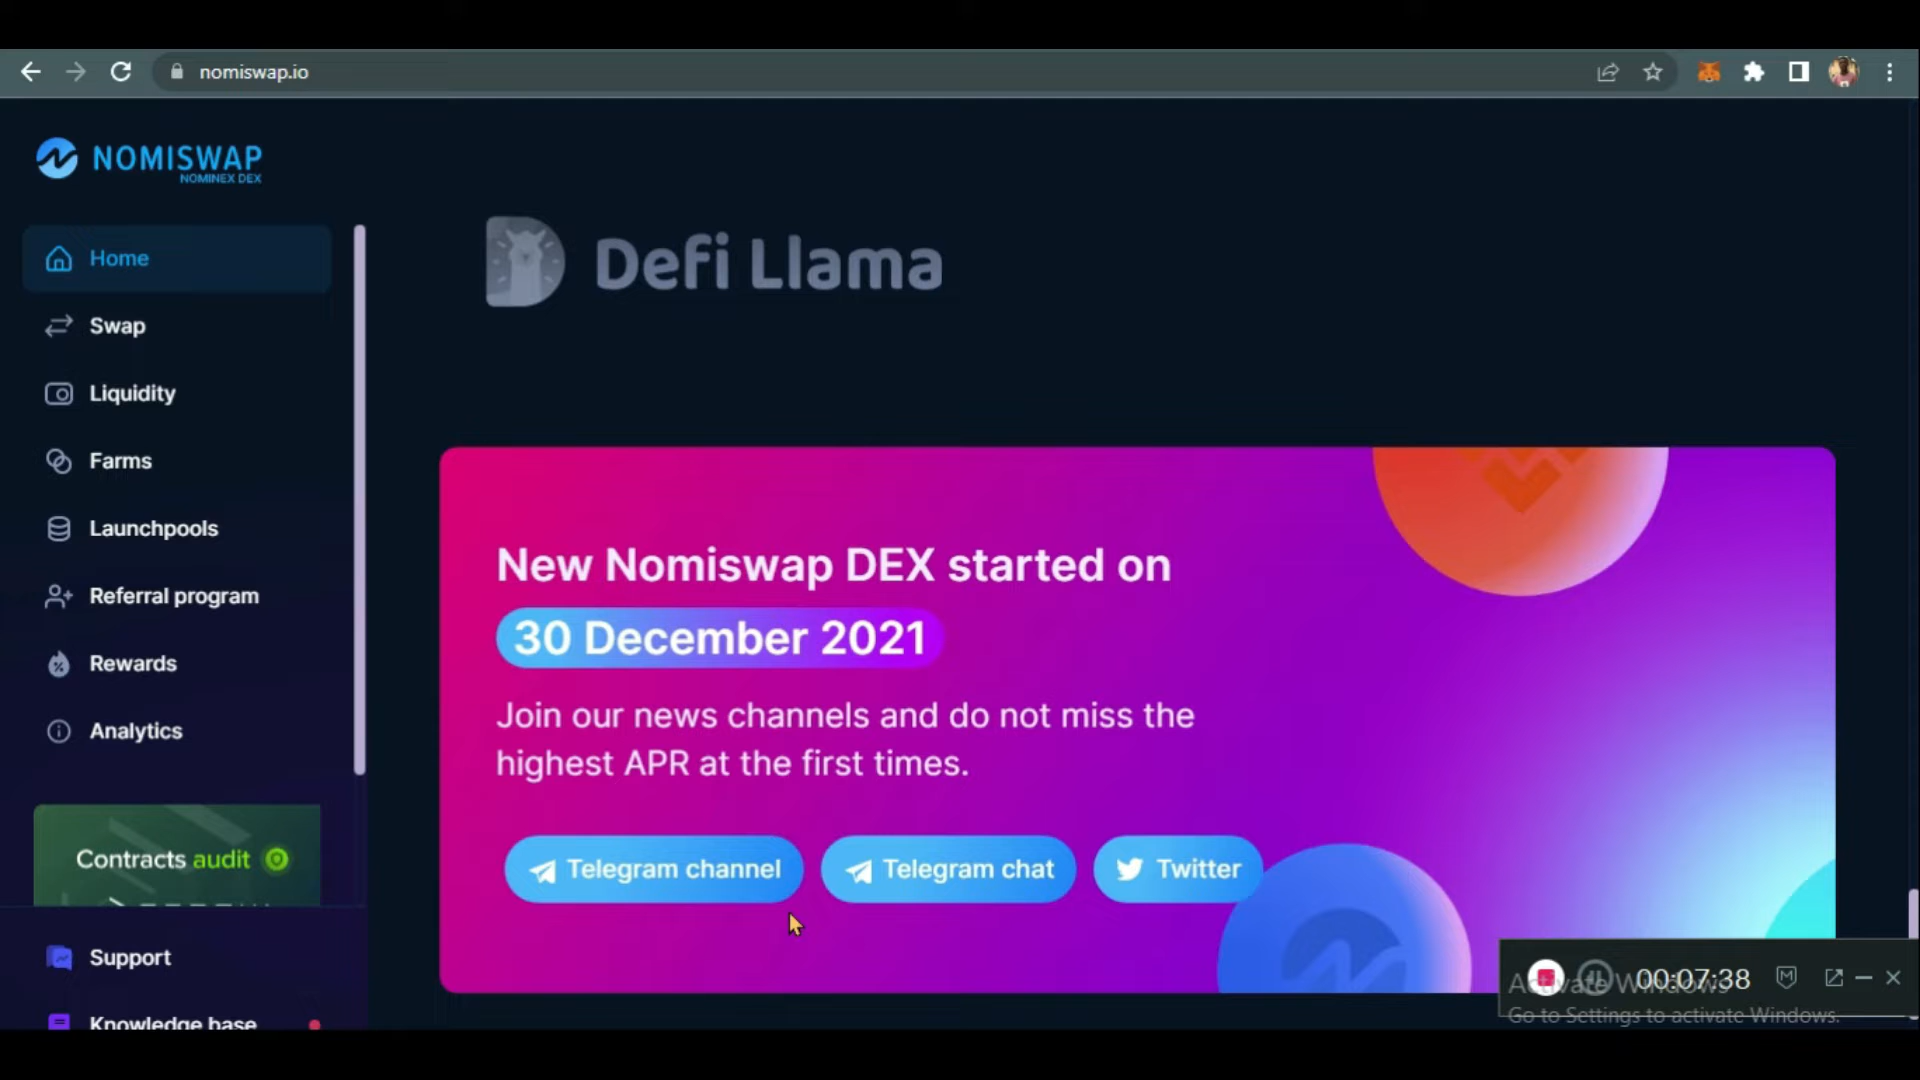 nomiswap.io
NOMISWAP
NOMINEX DEX
Home
Swap
Liquidity
Farms
Launchpools
Referral program
Rewards
Analytics
Contracts audit
Support
Knowledge base
Defi Llama
New Nomiswap DEX started on
30 December 2021
Join our news channels and do not miss the
highest APR at the first times.
Telegram channel
Telegram chat
Twitter
00:07:38
Activate Windows
Go to Settings to activate Windows.